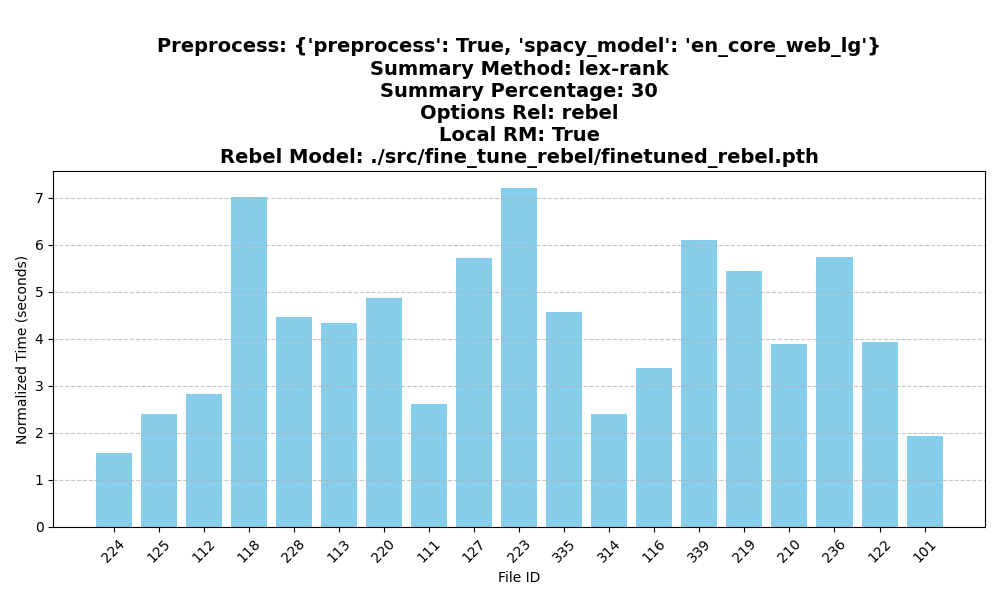 Preprocess: {'preprocess': True, 'spacy_model': 'en_core_web_lg'}
Summary Method: lex-rank
Summary Percentage: 30
Options Rel: rebel
Local RM: True
Rebel Model: ./src/fine_tune_rebel/finetuned_rebel.pth
Normalized Time (seconds)
7
6
5
4
3
2
1
0
224 125 112 118 228 113 220 111 127 223 335 314 116 339 219 210 236 122 101
File ID